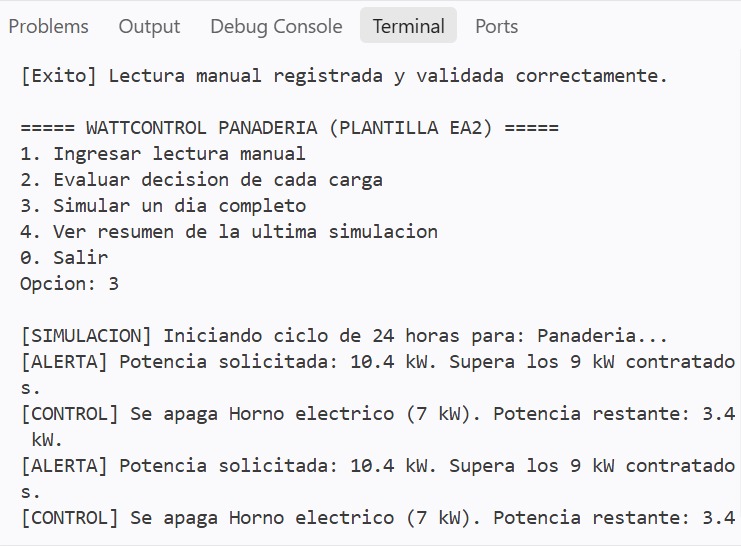 Problems Output Debug Console Terminal Ports
[Exito] Lectura manual registrada y validada correctamente.
===== WATTCONTROL PANADERIA (PLANTILLA EA2) =====
1. Ingresar lectura manual
2. Evaluar decision de cada carga
3. Simular un dia completo
4. Ver resumen de la ultima simulacion
0. Salir
Opcion: 3
[SIMULACION] Iniciando ciclo de 24 horas para: Panaderia...
[ALERTA] Potencia solicitada: 10.4 kW. Supera los 9 kW contratado
s.
[CONTROL] Se apaga Horno electrico (7 kW). Potencia restante: 3.4
kW.
[ALERTA] Potencia solicitada: 10.4 kW. Supera los 9 kW contratado
s.
[CONTROL] Se apaga Horno electrico (7 kW). Potencia restante: 3.4